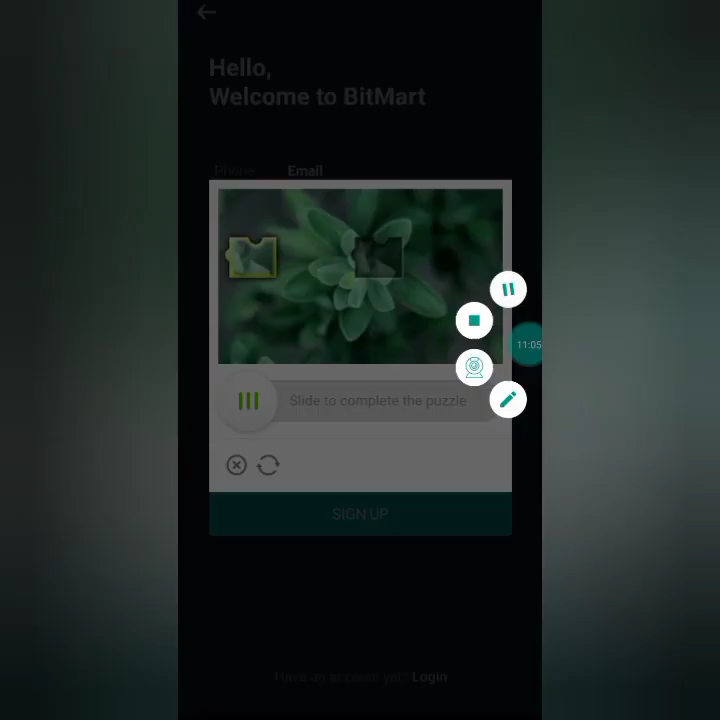 Hello,
Welcome to BitMart
Phone
Email
11:05
Slide to complete the puzzle
SIGN UP
Have an account yet? Login